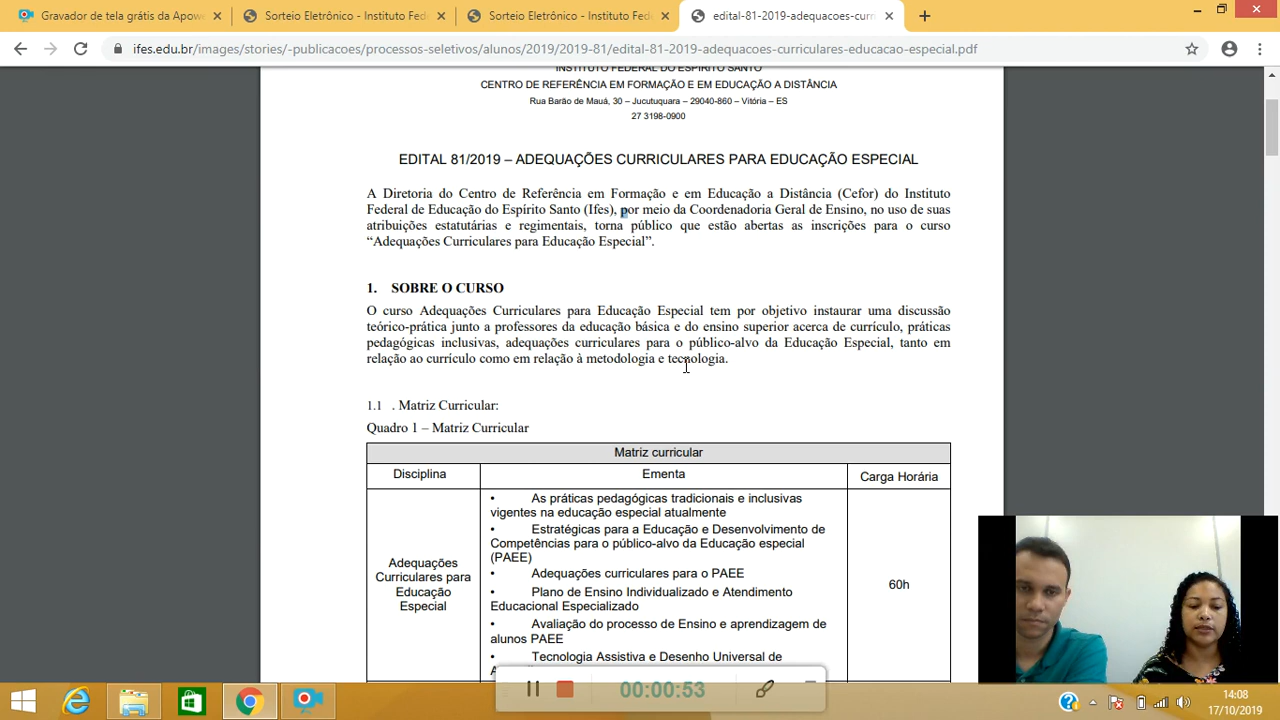 Gravador de tela grátis da Apowe
Sorteio Eletrônico - Instituto Fede
Sorteio Eletrônico - Instituto Fede
edital-81-2019-adequacoes-curr
ifes.edu.br/images/stories/-publicacoes/processos-seletivos/alunos/2019/2019-81/edital-81-2019-adequacoes-curriculares-educacao-especial.pdf
INSTITUTO FEDERAL DO ESPÍRITO SANTO
CENTRO DE REFERÊNCIA EM FORMAÇÃO E EM EDUCAÇÃO A DISTÂNCIA
Rua Barão de Mauá, 30 – Jucutuquara – 29040-860 – Vitória – ES
27 3198-0900
EDITAL 81/2019 – ADEQUAÇÕES CURRICULARES PARA EDUCAÇÃO ESPECIAL
A Diretoria do Centro de Referência em Formação e em Educação a Distância (Cefor) do Instituto
Federal de Educação do Espírito Santo (Ifes), por meio da Coordenadoria Geral de Ensino, no uso de suas
atribuições estatutárias e regimentais, torna público que estão abertas as inscrições para o curso
“Adequações Curriculares para Educação Especial”.
1. SOBRE O CURSO
O curso Adequações Curriculares para Educação Especial tem por objetivo instaurar uma discussão
teórico-prática junto a professores da educação básica e do ensino superior acerca de currículo, práticas
pedagógicas inclusivas, adequações curriculares para o público-alvo da Educação Especial, tanto em
relação ao currículo como em relação à metodologia e tecnologia.
1.1 . Matriz Curricular:
Quadro 1 – Matriz Curricular
Matriz curricular
Disciplina
Ementa
Carga Horária
Adequações
Curriculares para
Educação
Especial
• As práticas pedagógicas tradicionais e inclusivas
vigentes na educação especial atualmente
• Estratégicas para a Educação e Desenvolvimento de
Competências para o público-alvo da Educação especial
(PAEE)
• Adequações curriculares para o PAEE
• Plano de Ensino Individualizado e Atendimento
Educacional Especializado
• Avaliação do processo de Ensino e aprendizagem de
alunos PAEE
• Tecnologia Assistiva e Desenho Universal de
60h
00:00:53
14:08
17/10/2019